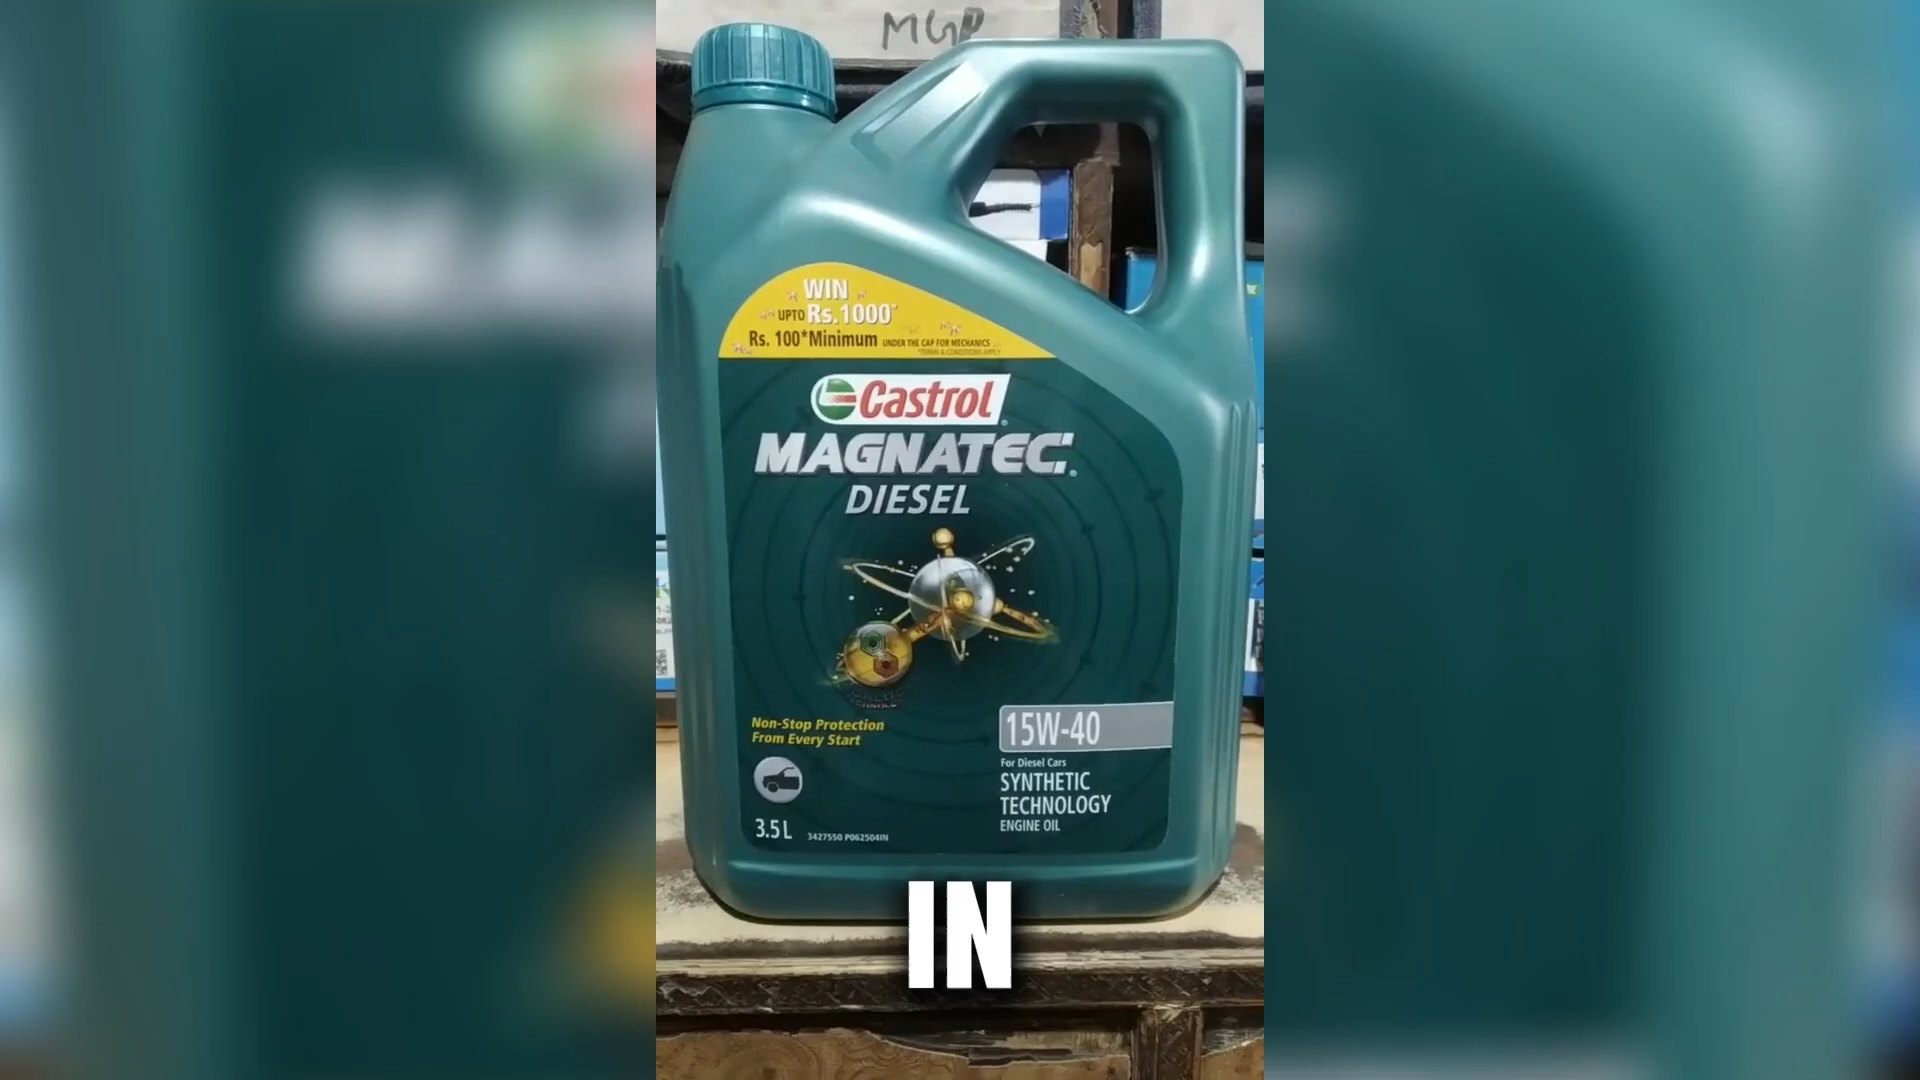 MGP
WIN
UPTO Rs.1000*
Rs. 100*Minimum UNDER THE CAP FOR MECHANICS
*TERMS & CONDITIONS APPLY
Castrol
MAGNATEC
DIESEL
Non-Stop Protection
From Every Start
15W-40
For Diesel Cars
SYNTHETIC
TECHNOLOGY
ENGINE OIL
3.5 L 3427550 P062504IN
IN